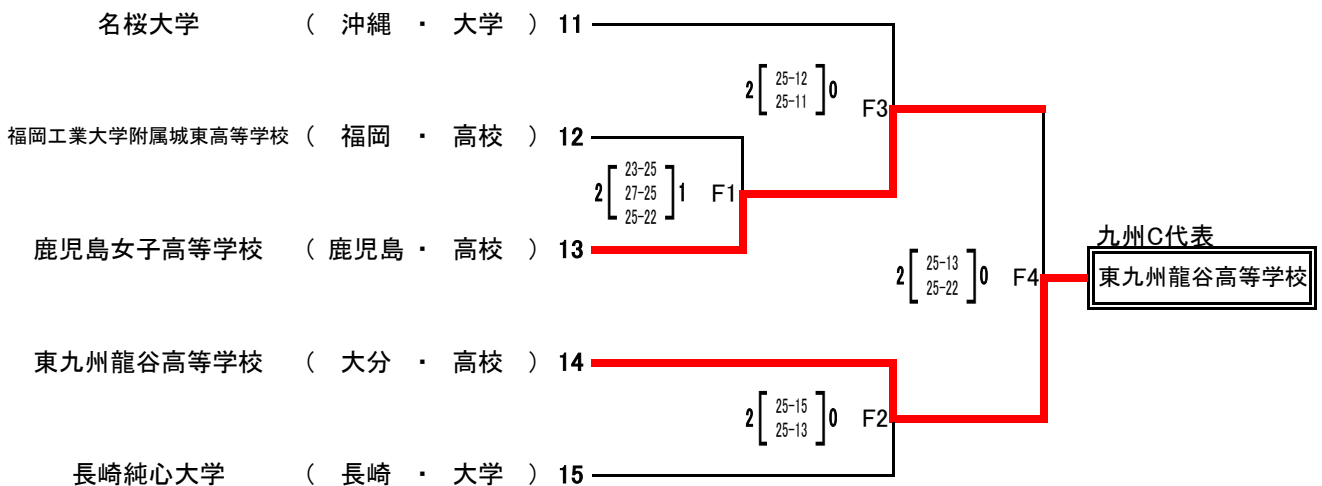 名桜大学 （ 沖縄 ・ 大学 ） 11
2 [ 25-12 25-11 ] 0 F3
福岡工業大学附属城東高等学校 （ 福岡 ・ 高校 ） 12
2 [ 23-25 27-25 25-22 ] 1 F1
鹿児島女子高等学校 （ 鹿児島 ・ 高校 ） 13
九州C代表
2 [ 25-13 25-22 ] 0 F4
東九州龍谷高等学校
東九州龍谷高等学校 （ 大分 ・ 高校 ） 14
2 [ 25-15 25-13 ] 0 F2
長崎純心大学 （ 長崎 ・ 大学 ） 15